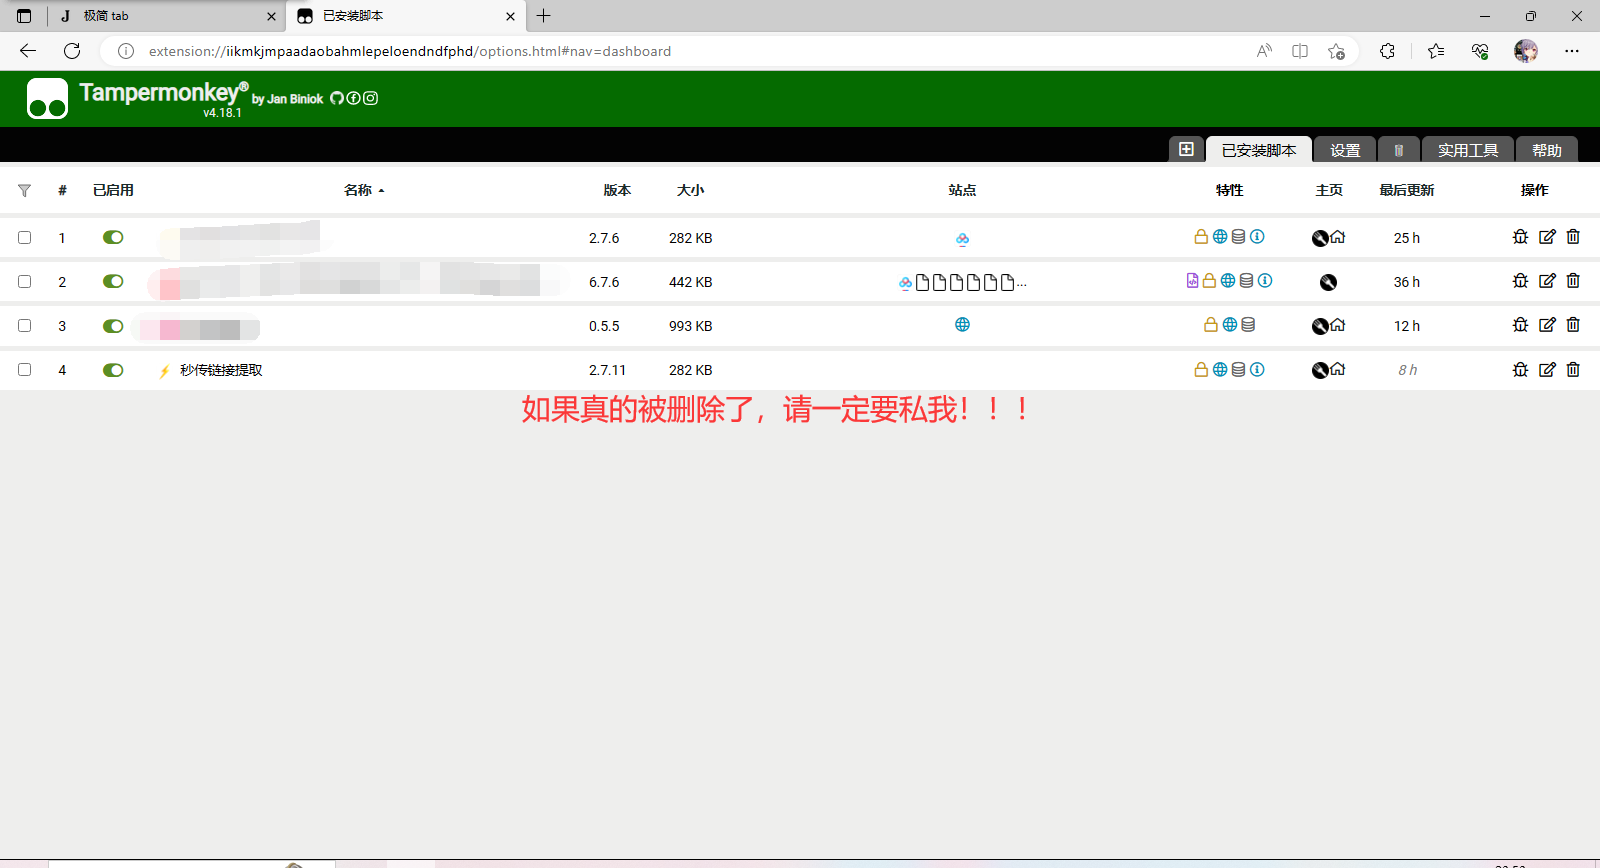 极简 tab
已安装脚本
extension://iikmkjmpaadaobahmlepeloendndfphd/options.html#nav=dashboard
Tampermonkey® by Jan Biniok
v4.18.1
已安装脚本 设置 实用工具 帮助
# 已启用 名称 版本 大小 站点 特性 主页 最后更新 操作
1 2.7.6 282 KB 25 h
2 6.7.6 442 KB ... 36 h
3 0.5.5 993 KB 12 h
4 秒传链接提取 2.7.11 282 KB 8 h
如果真的被删除了，请一定要私我！！！